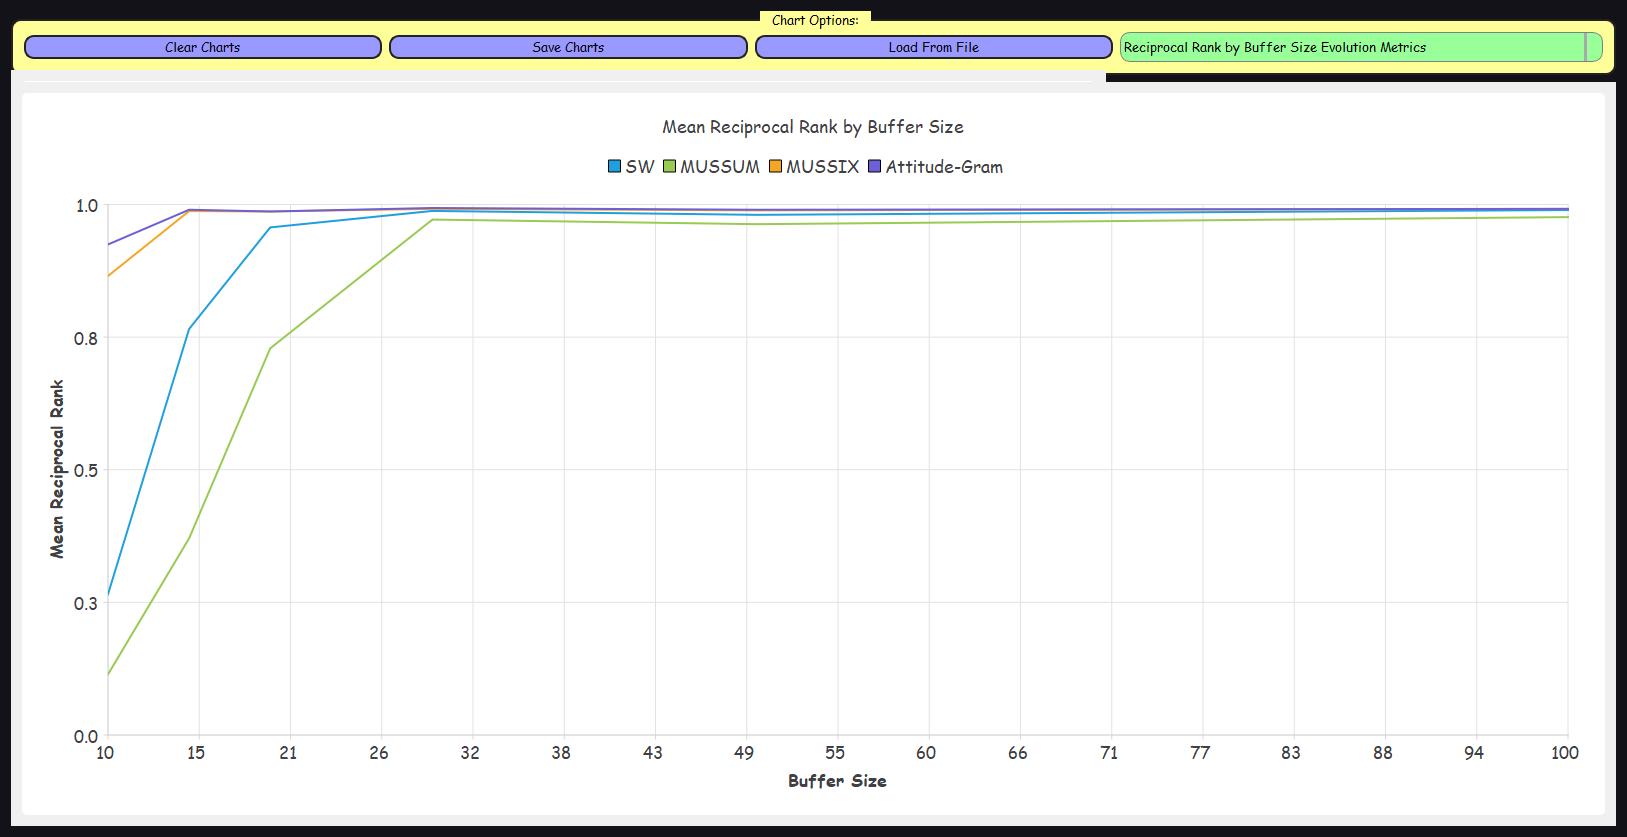 Chart Options:
Clear Charts
Save Charts
Load From File
Reciprocal Rank by Buffer Size Evolution Metrics
Mean Reciprocal Rank by Buffer Size
SW MUSSUM MUSSIX Attitude-Gram
1.0
0.8
0.5
0.3
0.0
Mean Reciprocal Rank
10 15 21 26 32 38 43 49 55 60 66 71 77 83 88 94 100
Buffer Size